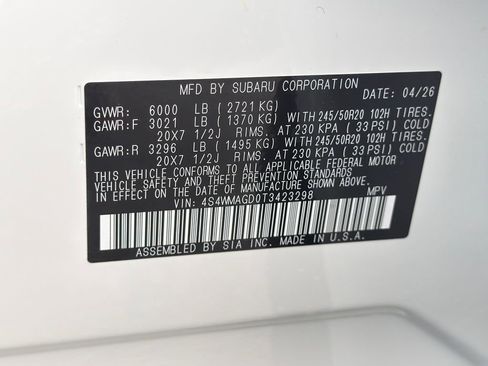 MFD BY SUBARU CORPORATION DATE: 04/26
GVWR: 6000 LB ( 2721 KG)
GAWR:F 3021 LB ( 1370 KG) WITH 245/50R20 102H TIRES.
20X7 1/2J RIMS. AT 230 KPA ( 33 PSI) COLD
GAWR:R 3296 LB ( 1495 KG) WITH 245/50R20 102H TIRES.
20X7 1/2J RIMS. AT 230 KPA ( 33 PSI) COLD
THIS VEHICLE CONFORMS TO ALL APPLICABLE FEDERAL MOTOR
VEHICLE SAFETY AND THEFT PREVENTION STANDARDS
IN EFFECT ON THE DATE OF MANUFACTURE SHOWN ABOVE.
VIN: 4S4WMAGD0T3423298 MPV
ASSEMBLED BY SIA INC. MADE IN U.S.A.